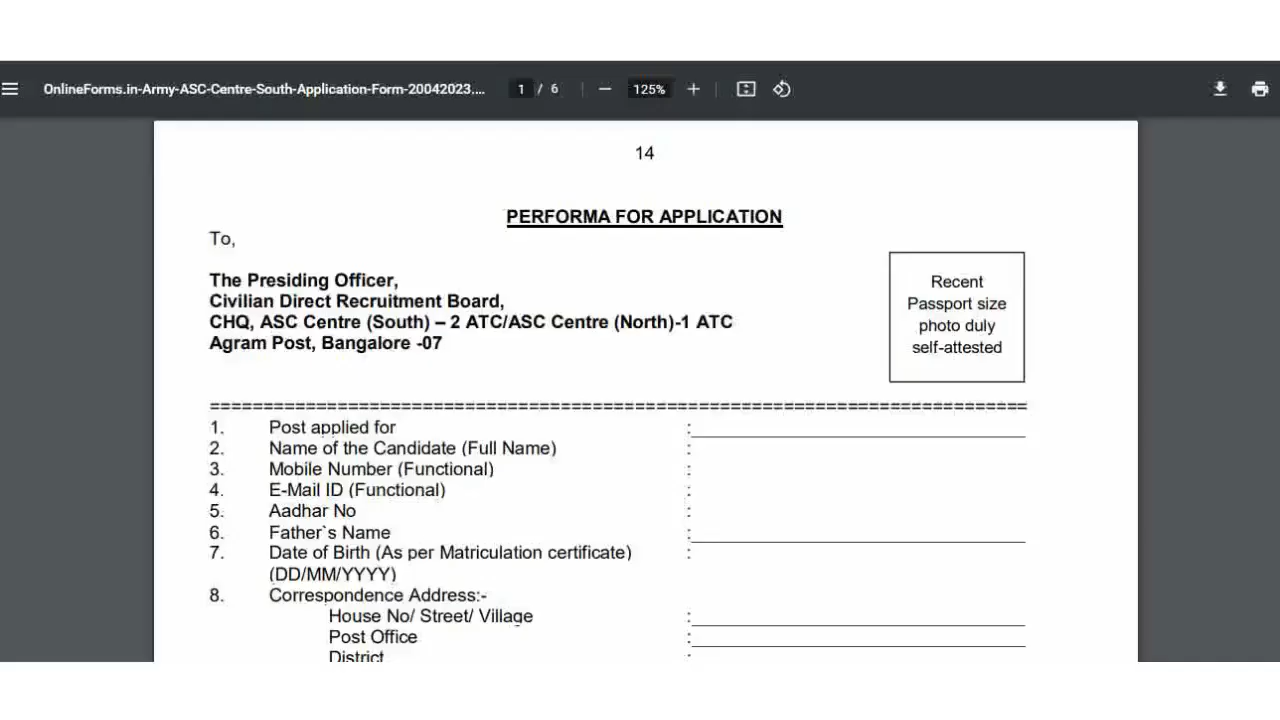 OnlineForms.in-Army-ASC-Centre-South-Application-Form-20042023.... 1 / 6 125%
14
PERFORMA FOR APPLICATION
To,
The Presiding Officer,
Civilian Direct Recruitment Board,
CHQ, ASC Centre (South) – 2 ATC/ASC Centre (North)-1 ATC
Agram Post, Bangalore -07
Recent
Passport size
photo duly
self-attested
==============================================================================
1. Post applied for :
2. Name of the Candidate (Full Name) :
3. Mobile Number (Functional) :
4. E-Mail ID (Functional) :
5. Aadhar No :
6. Father`s Name :
7. Date of Birth (As per Matriculation certificate) :
(DD/MM/YYYY)
8. Correspondence Address:-
House No/ Street/ Village :
Post Office :
District :